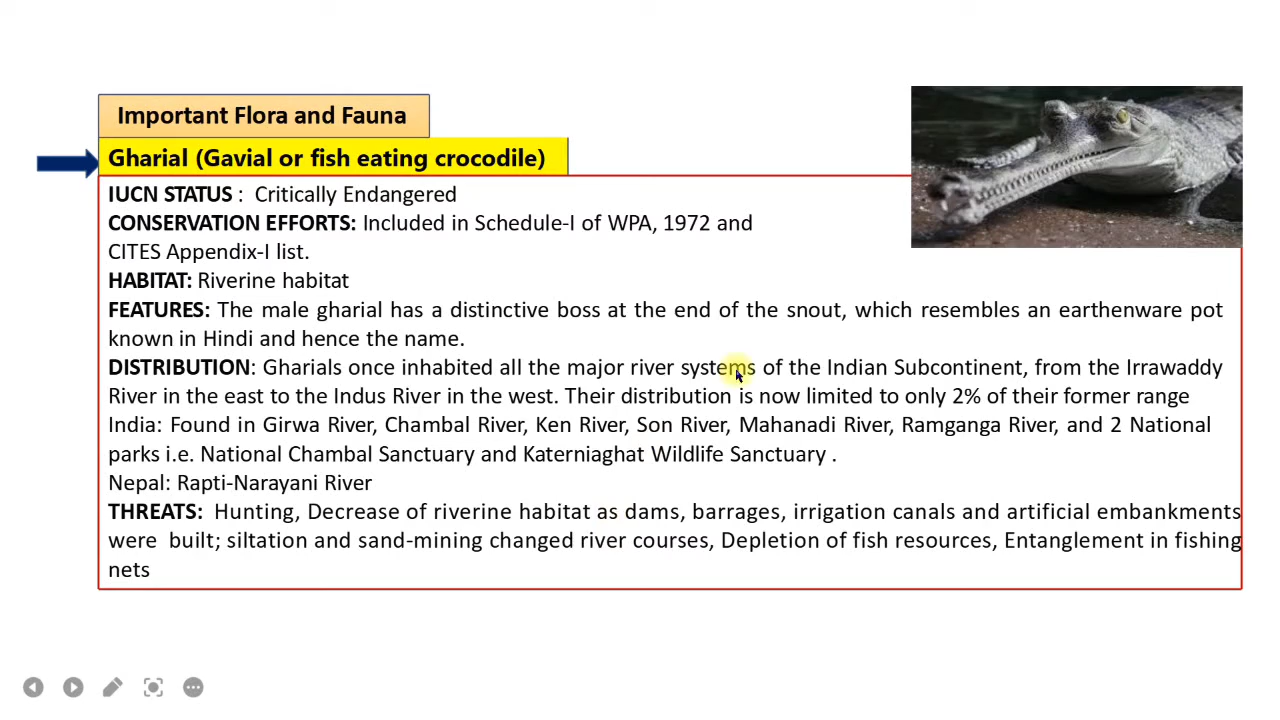 Important Flora and Fauna
Gharial (Gavial or fish eating crocodile)
IUCN STATUS : Critically Endangered
CONSERVATION EFFORTS: Included in Schedule-I of WPA, 1972 and
CITES Appendix-I list.
HABITAT: Riverine habitat
FEATURES: The male gharial has a distinctive boss at the end of the snout, which resembles an earthenware pot
known in Hindi and hence the name.
DISTRIBUTION: Gharials once inhabited all the major river systems of the Indian Subcontinent, from the Irrawaddy
River in the east to the Indus River in the west. Their distribution is now limited to only 2% of their former range
India: Found in Girwa River, Chambal River, Ken River, Son River, Mahanadi River, Ramganga River, and 2 National
parks i.e. National Chambal Sanctuary and Katerniaghat Wildlife Sanctuary .
Nepal: Rapti-Narayani River
THREATS: Hunting, Decrease of riverine habitat as dams, barrages, irrigation canals and artificial embankments
were built; siltation and sand-mining changed river courses, Depletion of fish resources, Entanglement in fishing
nets